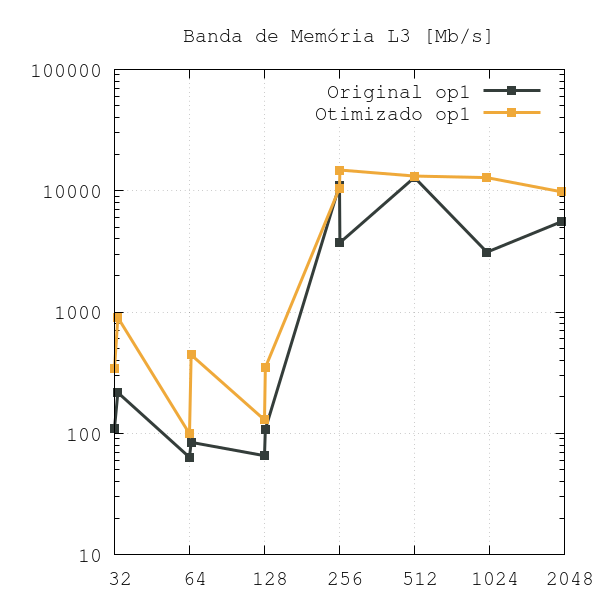 Banda de Memória L3 [Mb/s]
100000
Original op1
Otimizado op1
10000
1000
100
10
32 64 128 256 512 1024 2048